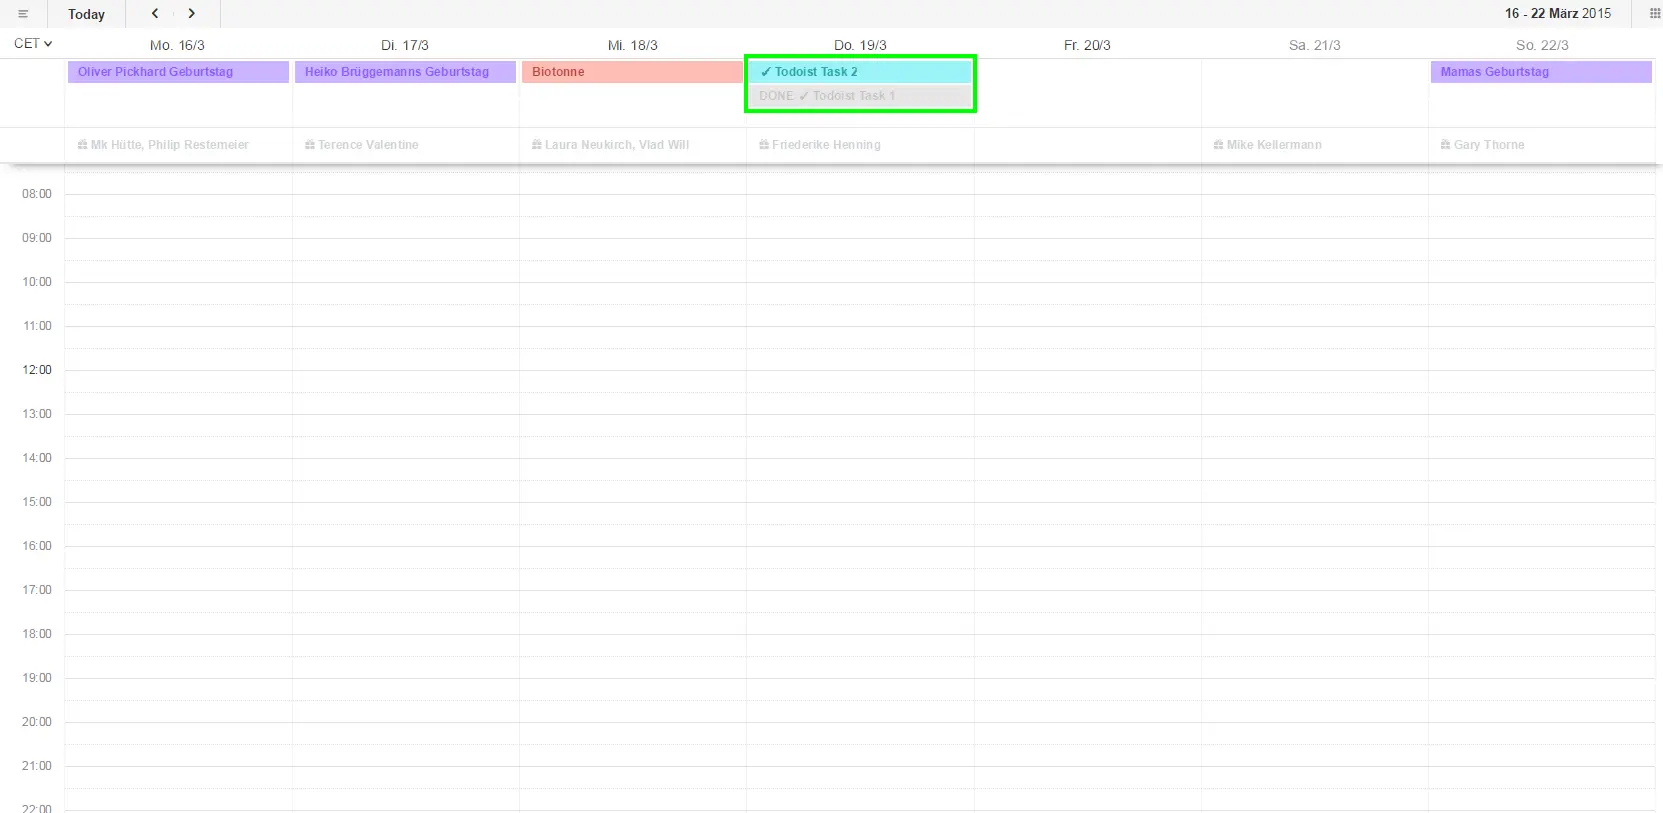 Today
16 - 22 März 2015
CET Mo. 16/3 Di. 17/3 Mi. 18/3 Do. 19/3 Fr. 20/3 Sa. 21/3 So. 22/3
Oliver Pickhard Geburtstag Heiko Brüggemanns Geburtstag Biotonne ✓ Todoist Task 2 Mamas Geburtstag
DONE ✓ Todoist Task 1
Mk Hütte, Philip Restemeier Terence Valentine Laura Neukirch, Vlad Will Friederike Henning Mike Kellermann Gary Thorne
08:00
09:00
10:00
11:00
12:00
13:00
14:00
15:00
16:00
17:00
18:00
19:00
20:00
21:00
22:00